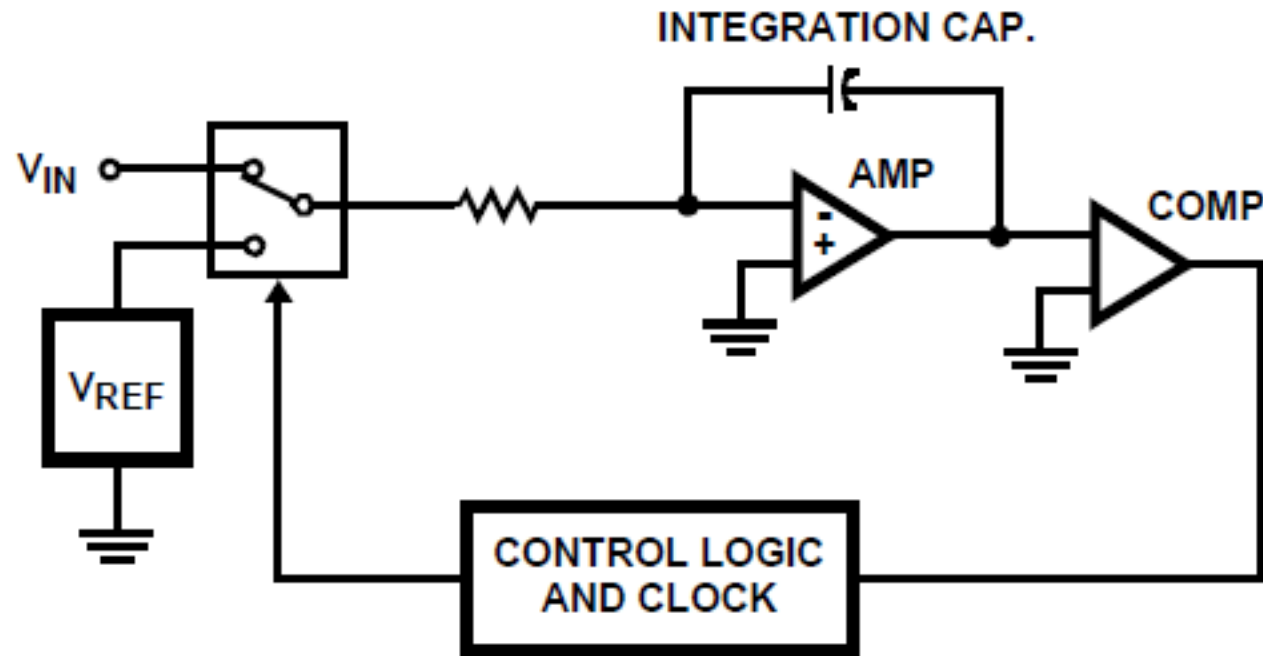 INTEGRATION CAP.
VIN
AMP
-
+
COMP
VREF
CONTROL LOGIC
AND CLOCK